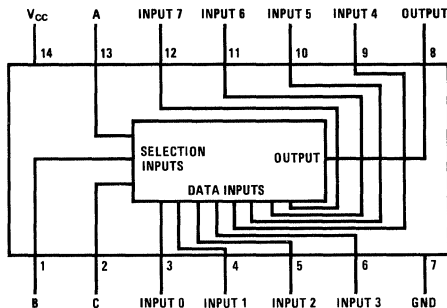 VCC A INPUT 7 INPUT 6 INPUT 5 INPUT 4 OUTPUT
14 13 12 11 10 9 8
SELECTION
INPUTS
OUTPUT
DATA INPUTS
1 2 3 4 5 6 7
B C INPUT 0 INPUT 1 INPUT 2 INPUT 3 GND